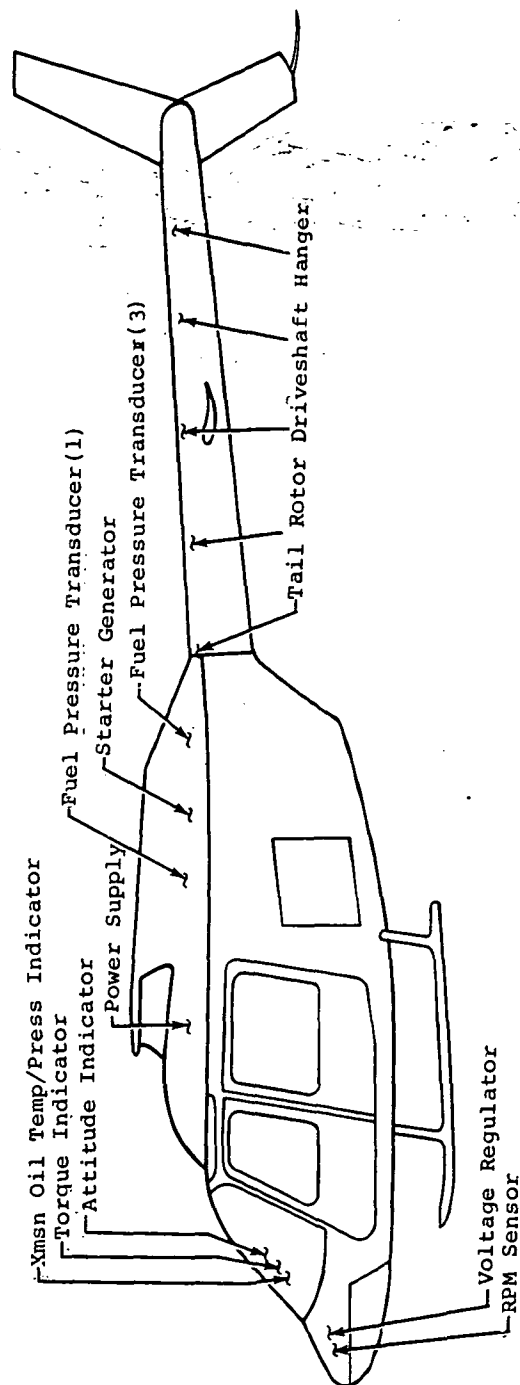 Xmsn Oil Temp/Press Indicator
Torque Indicator
Attitude Indicator
Power Supply
Fuel Pressure Transducer(1)
Starter Generator
Fuel Pressure Transducer(3)
Tail Rotor Driveshaft Hanger
Voltage Regulator
RPM Sensor